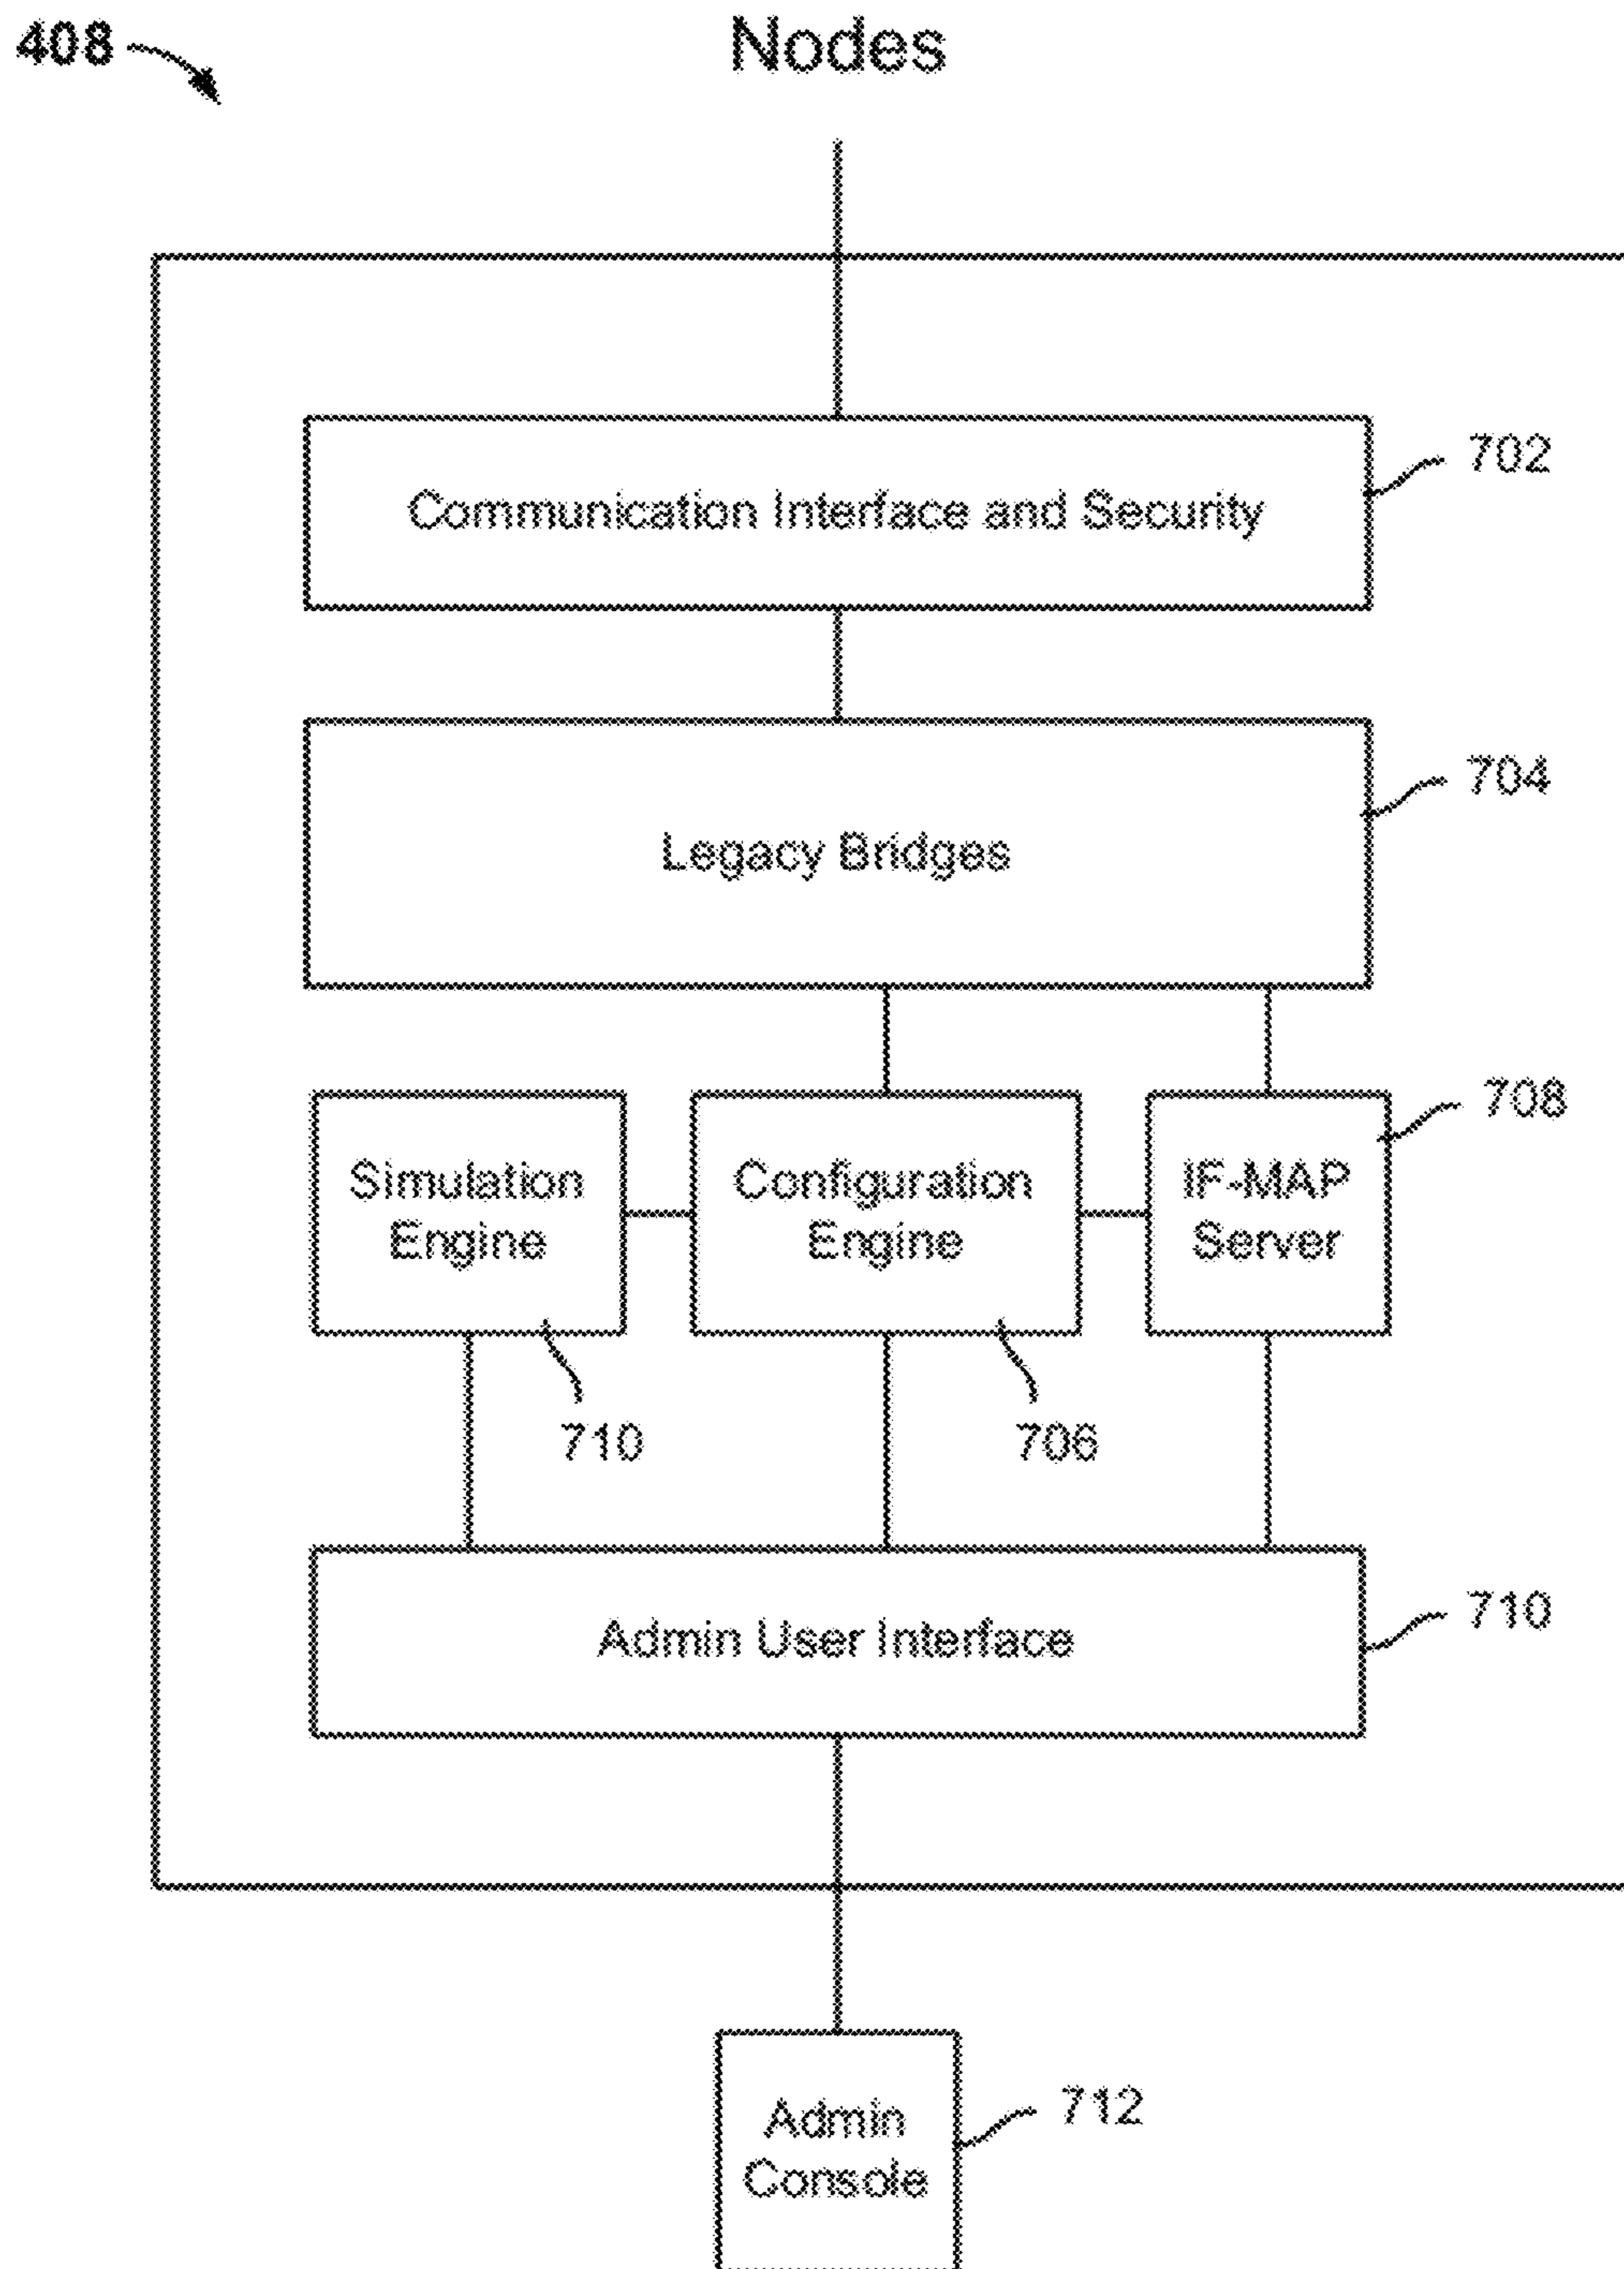 408
Nodes
Communication Interface and Security
702
Legacy Bridges
704
Simulation
Engine
Configuration
Engine
IF-MAP
Server
708
710
706
Admin User Interface
710
Admin
Console
712